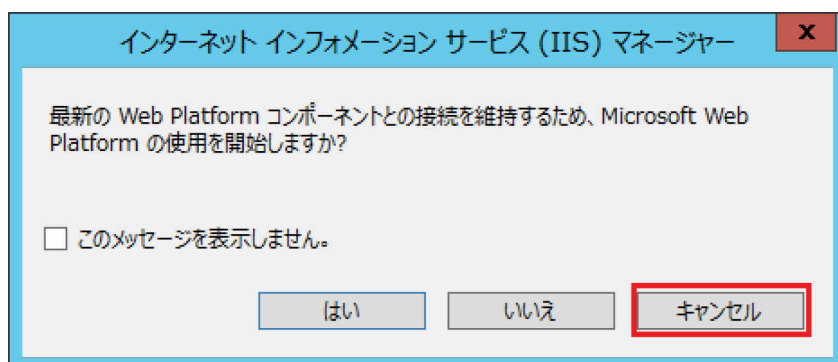 インターネット インフォメーション サービス (IIS) マネージャー
x
最新の Web Platform コンポーネントとの接続を維持するため、Microsoft Web
Platform の使用を開始しますか?
このメッセージを表示しません。
はい
いいえ
キャンセル